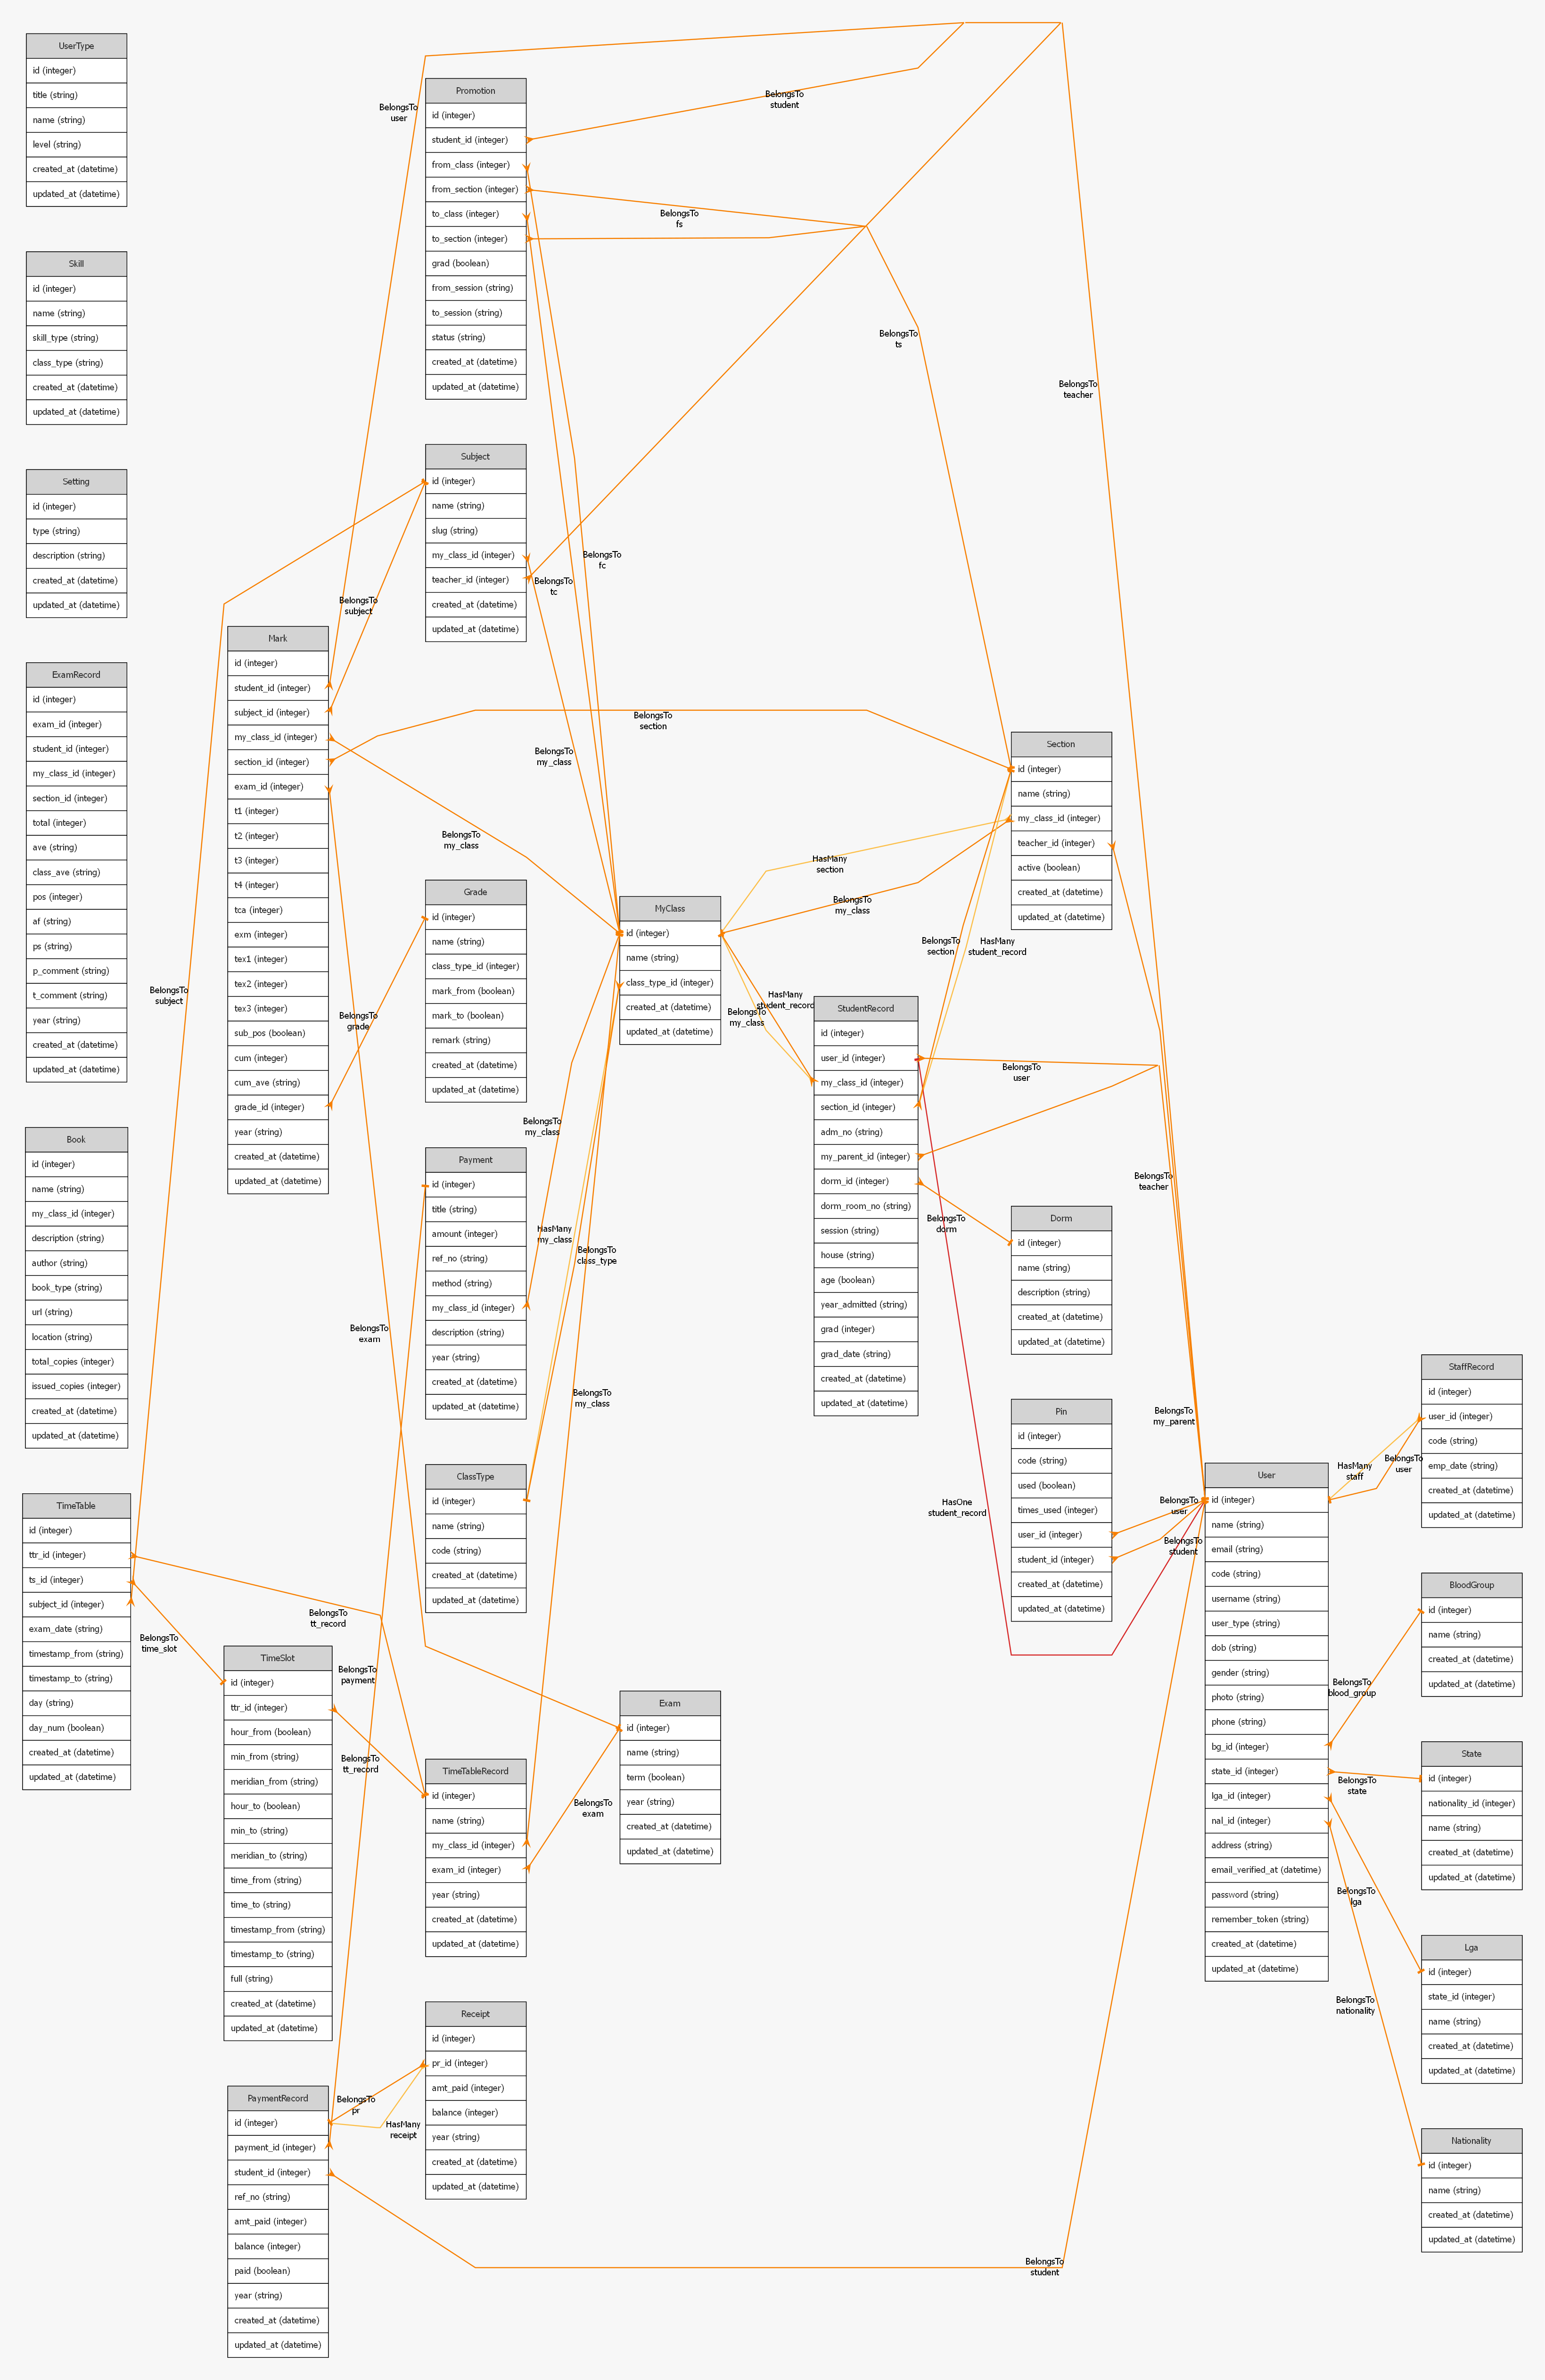 UserType
id (integer)
title (string)
name (string)
level (string)
created_at (datetime)
updated_at (datetime)
Skill
id (integer)
name (string)
skill_type (string)
class_type (string)
created_at (datetime)
updated_at (datetime)
Setting
id (integer)
type (string)
description (string)
created_at (datetime)
updated_at (datetime)
ExamRecord
id (integer)
exam_id (integer)
student_id (integer)
my_class_id (integer)
section_id (integer)
total (integer)
ave (string)
class_ave (string)
pos (integer)
af (string)
ps (string)
p_comment (string)
t_comment (string)
year (string)
created_at (datetime)
updated_at (datetime)
Book
id (integer)
name (string)
my_class_id (integer)
description (string)
author (string)
book_type (string)
url (string)
location (string)
total_copies (integer)
issued_copies (integer)
created_at (datetime)
updated_at (datetime)
TimeTable
id (integer)
ttr_id (integer)
ts_id (integer)
subject_id (integer)
exam_date (string)
timestamp_from (string)
timestamp_to (string)
day (string)
day_num (boolean)
created_at (datetime)
updated_at (datetime)
BelongsTo
subject
BelongsTo
time_slot
Mark
id (integer)
student_id (integer)
subject_id (integer)
my_class_id (integer)
section_id (integer)
exam_id (integer)
t1 (integer)
t2 (integer)
t3 (integer)
t4 (integer)
tca (integer)
exm (integer)
tex1 (integer)
tex2 (integer)
tex3 (integer)
sub_pos (boolean)
cum (integer)
cum_ave (string)
grade_id (integer)
year (string)
created_at (datetime)
updated_at (datetime)
TimeSlot
id (integer)
ttr_id (integer)
hour_from (boolean)
min_from (string)
meridian_from (string)
hour_to (boolean)
min_to (string)
meridian_to (string)
time_from (string)
time_to (string)
timestamp_from (string)
timestamp_to (string)
full (string)
created_at (datetime)
updated_at (datetime)
PaymentRecord
id (integer)
payment_id (integer)
student_id (integer)
ref_no (string)
amt_paid (integer)
balance (integer)
paid (boolean)
year (string)
created_at (datetime)
updated_at (datetime)
BelongsTo
user
BelongsTo
subject
BelongsTo
grade
BelongsTo
exam
BelongsTo
tt_record
BelongsTo
payment
BelongsTo
tt_record
BelongsTo
pr
HasMany
receipt
Promotion
id (integer)
student_id (integer)
from_class (integer)
from_section (integer)
to_class (integer)
to_section (integer)
grad (boolean)
from_session (string)
to_session (string)
status (string)
created_at (datetime)
updated_at (datetime)
Subject
id (integer)
name (string)
slug (string)
my_class_id (integer)
teacher_id (integer)
created_at (datetime)
updated_at (datetime)
BelongsTo
my_class
Grade
id (integer)
name (string)
class_type_id (integer)
mark_from (boolean)
mark_to (boolean)
remark (string)
created_at (datetime)
updated_at (datetime)
Payment
id (integer)
title (string)
amount (integer)
ref_no (string)
method (string)
my_class_id (integer)
description (string)
year (string)
created_at (datetime)
updated_at (datetime)
ClassType
id (integer)
name (string)
code (string)
created_at (datetime)
updated_at (datetime)
TimeTableRecord
id (integer)
name (string)
my_class_id (integer)
exam_id (integer)
year (string)
created_at (datetime)
updated_at (datetime)
Receipt
id (integer)
pr_id (integer)
amt_paid (integer)
balance (integer)
year (string)
created_at (datetime)
updated_at (datetime)
BelongsTo
student
BelongsTo
fs
BelongsTo
fc
BelongsTo
tc
BelongsTo
section
BelongsTo
my_class
BelongsTo
my_class
HasMany
my_class
BelongsTo
class_type
BelongsTo
my_class
BelongsTo
exam
MyClass
id (integer)
name (string)
class_type_id (integer)
created_at (datetime)
updated_at (datetime)
Exam
id (integer)
name (string)
term (boolean)
year (string)
created_at (datetime)
updated_at (datetime)
BelongsTo
ts
HasMany
section
BelongsTo
my_class
HasMany
student_record
BelongsTo
my_class
BelongsTo
section
HasMany
student_record
StudentRecord
id (integer)
user_id (integer)
my_class_id (integer)
section_id (integer)
adm_no (string)
my_parent_id (integer)
dorm_id (integer)
dorm_room_no (string)
session (string)
house (string)
age (boolean)
year_admitted (string)
grad (integer)
grad_date (string)
created_at (datetime)
updated_at (datetime)
BelongsTo
user
BelongsTo
dorm
HasOne
student_record
BelongsTo
teacher
Section
id (integer)
name (string)
my_class_id (integer)
teacher_id (integer)
active (boolean)
created_at (datetime)
updated_at (datetime)
Dorm
id (integer)
name (string)
description (string)
created_at (datetime)
updated_at (datetime)
Pin
id (integer)
code (string)
used (boolean)
times_used (integer)
user_id (integer)
student_id (integer)
created_at (datetime)
updated_at (datetime)
BelongsTo
student
BelongsTo
teacher
BelongsTo
my_parent
BelongsTo
user
BelongsTo
student
User
id (integer)
name (string)
email (string)
code (string)
username (string)
user_type (string)
dob (string)
gender (string)
photo (string)
phone (string)
bg_id (integer)
state_id (integer)
lga_id (integer)
nal_id (integer)
address (string)
email_verified_at (datetime)
password (string)
remember_token (string)
created_at (datetime)
updated_at (datetime)
HasMany
staff
BelongsTo
user
BelongsTo
blood_group
BelongsTo
state
BelongsTo
lga
BelongsTo
nationality
StaffRecord
id (integer)
user_id (integer)
code (string)
emp_date (string)
created_at (datetime)
updated_at (datetime)
BloodGroup
id (integer)
name (string)
created_at (datetime)
updated_at (datetime)
State
id (integer)
nationality_id (integer)
name (string)
created_at (datetime)
updated_at (datetime)
Lga
id (integer)
state_id (integer)
name (string)
created_at (datetime)
updated_at (datetime)
Nationality
id (integer)
name (string)
created_at (datetime)
updated_at (datetime)